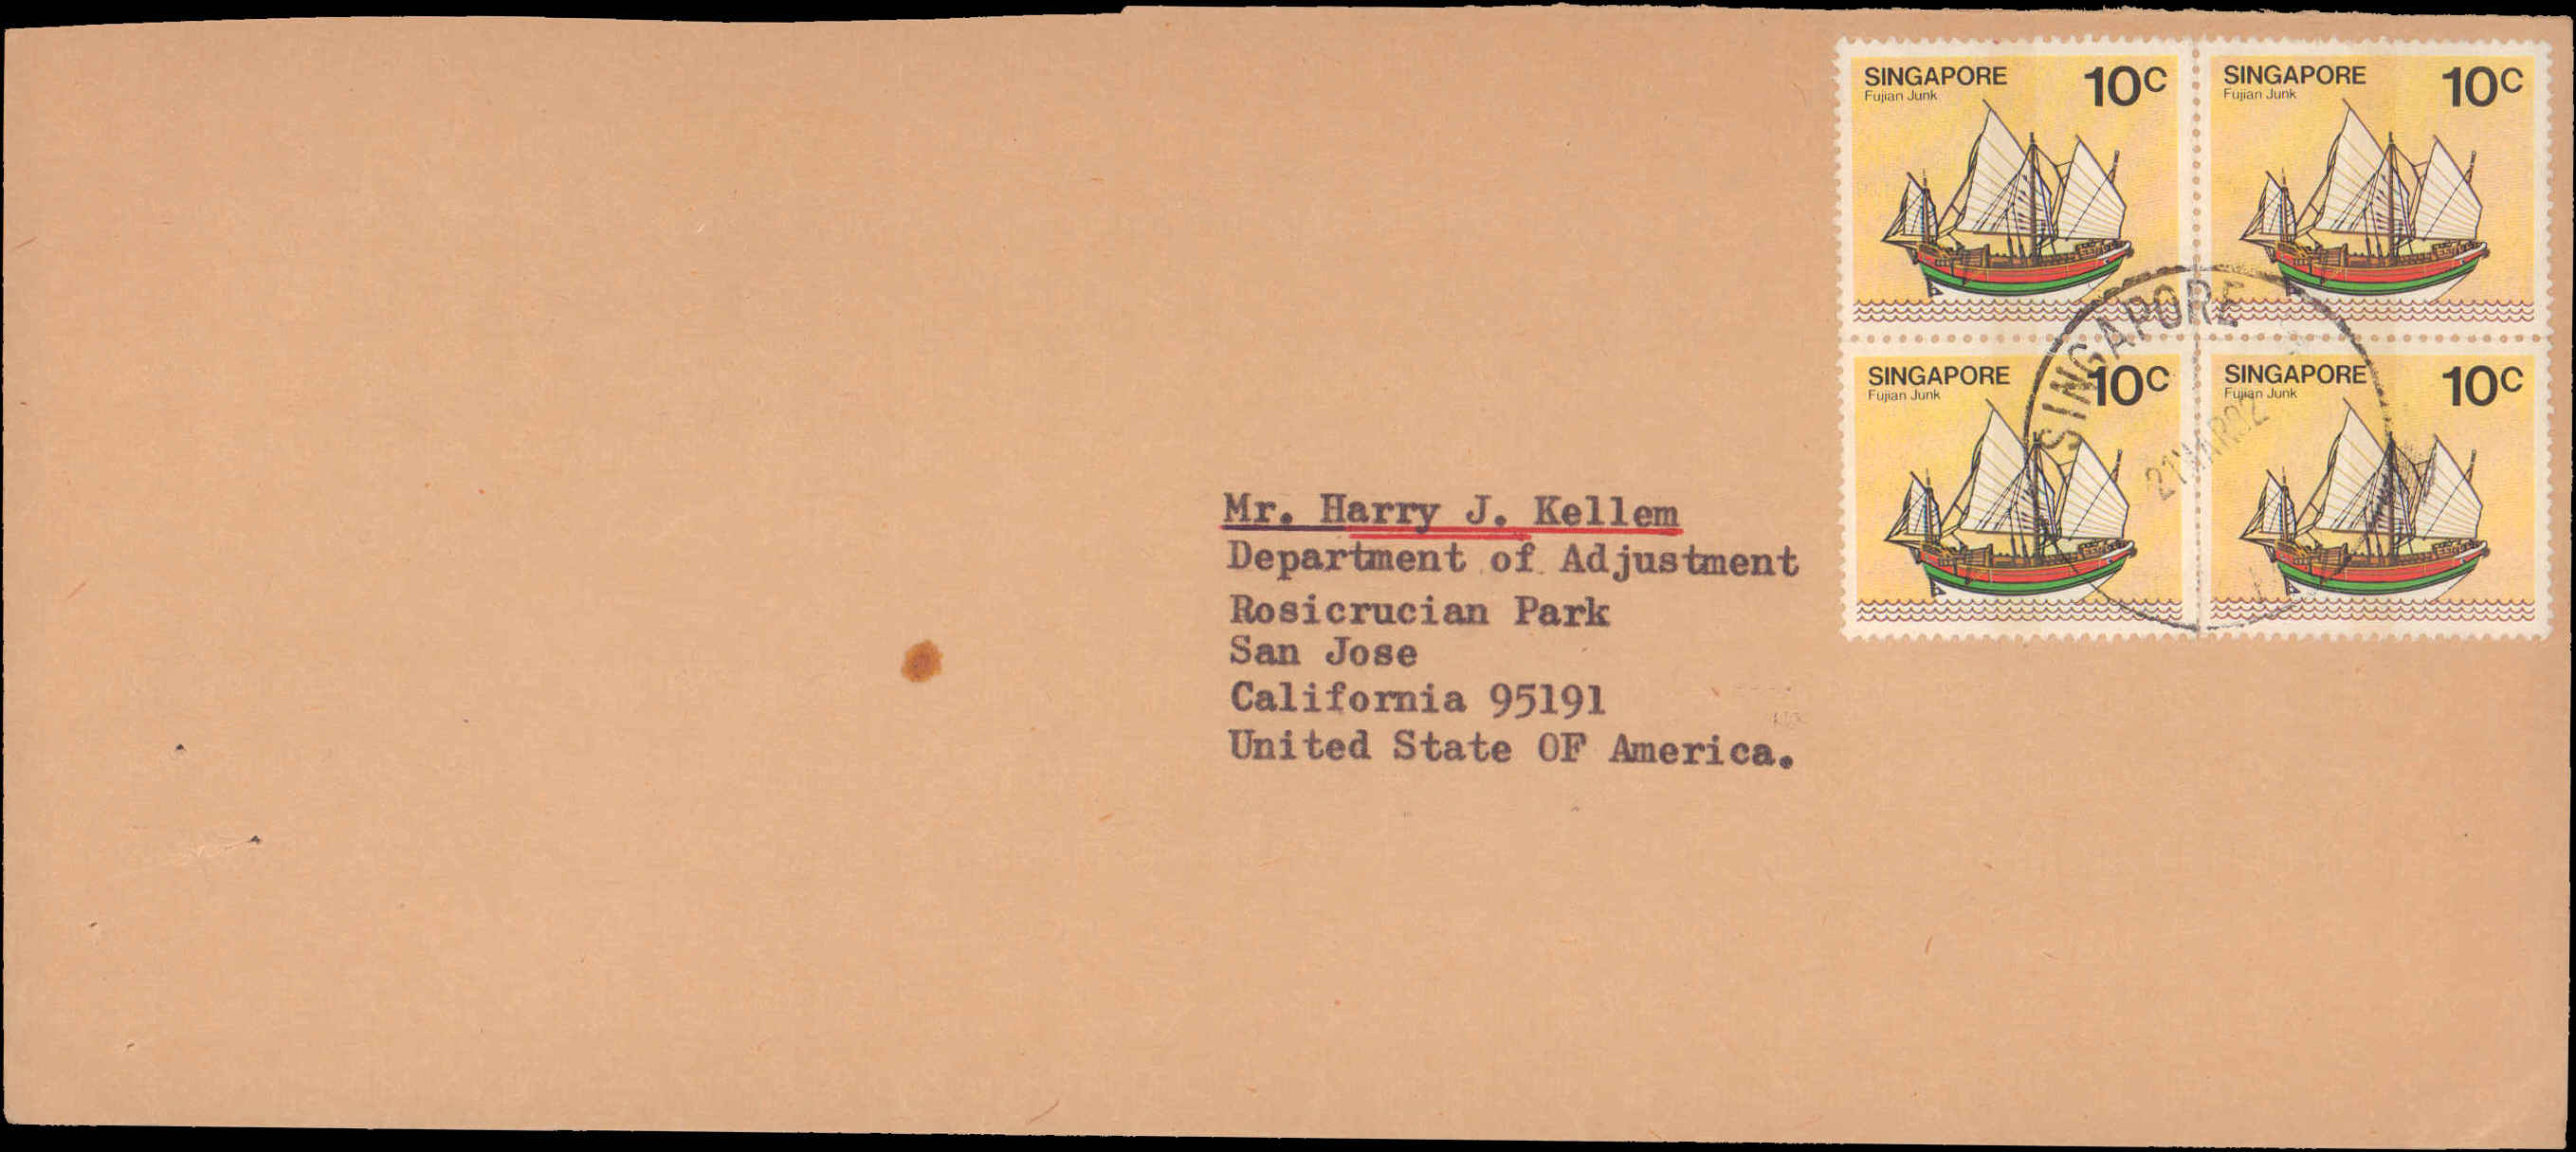 SINGAPORE 10C
Fujian Junk
SINGAPORE 10C
Fujian Junk
SINGAPORE 10C
Fujian Junk
SINGAPORE 10C
Fujian Junk
SINGAPORE
Mr. Harry J. Kellem
Department of Adjustment
Rosicrucian Park
San Jose
California 95191
United State OF America.